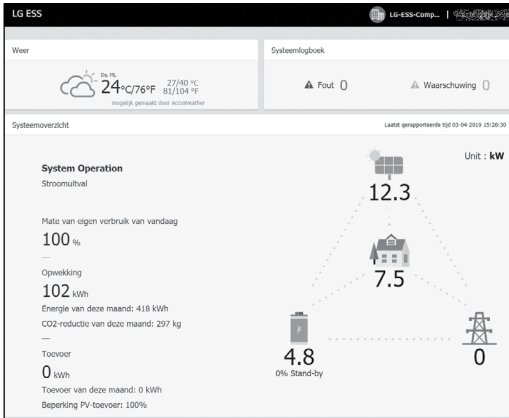 LG ESS
LG-ESS-Comp... |
Weer
De, Mi,
24°C/76°F
27/40 °C
81/104 °F
mogelijk gemaakt door AccuWeather
Systeemlogboek
Fout 0
Waarschuwing 0
Systeemoverzicht
Laatst gerapporteerde tijd 03-04-2019 15:28:30
Unit : kW
System Operation
Stroomuitval
Mate van eigen verbruik van vandaag
100 %
Opwekking
102 kWh
Energie van deze maand: 418 kWh
CO2-reductie van deze maand: 297 kg
Toevoer
0 kWh
Toevoer van deze maand: 0 kWh
Beperking PV-toevoer: 100%
12.3
7.5
4.8
0% Stand-by
0